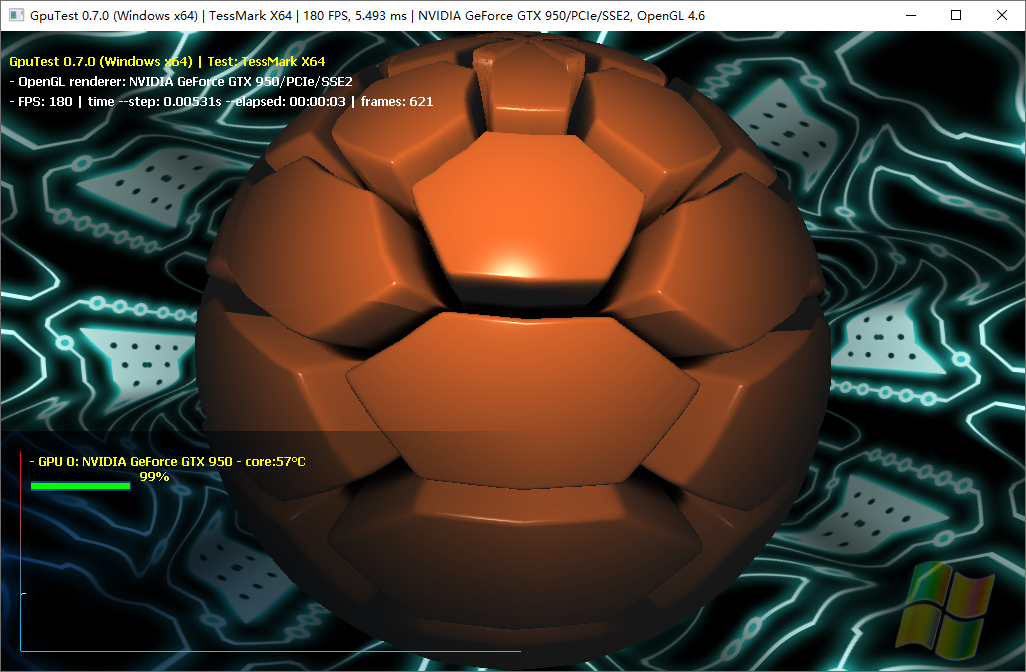 GpuTest 0.7.0 (Windows x64) | TessMark X64 | 180 FPS, 5.493 ms | NVIDIA GeForce GTX 950/PCIe/SSE2, OpenGL 4.6
GpuTest 0.7.0 (Windows x64) | Test: TessMark X64
- OpenGL renderer: NVIDIA GeForce GTX 950/PCIe/SSE2
- FPS: 180 | time --step: 0.00531s --elapsed: 00:00:03 | frames: 621
- GPU 0: NVIDIA GeForce GTX 950 - core:57°C
99%